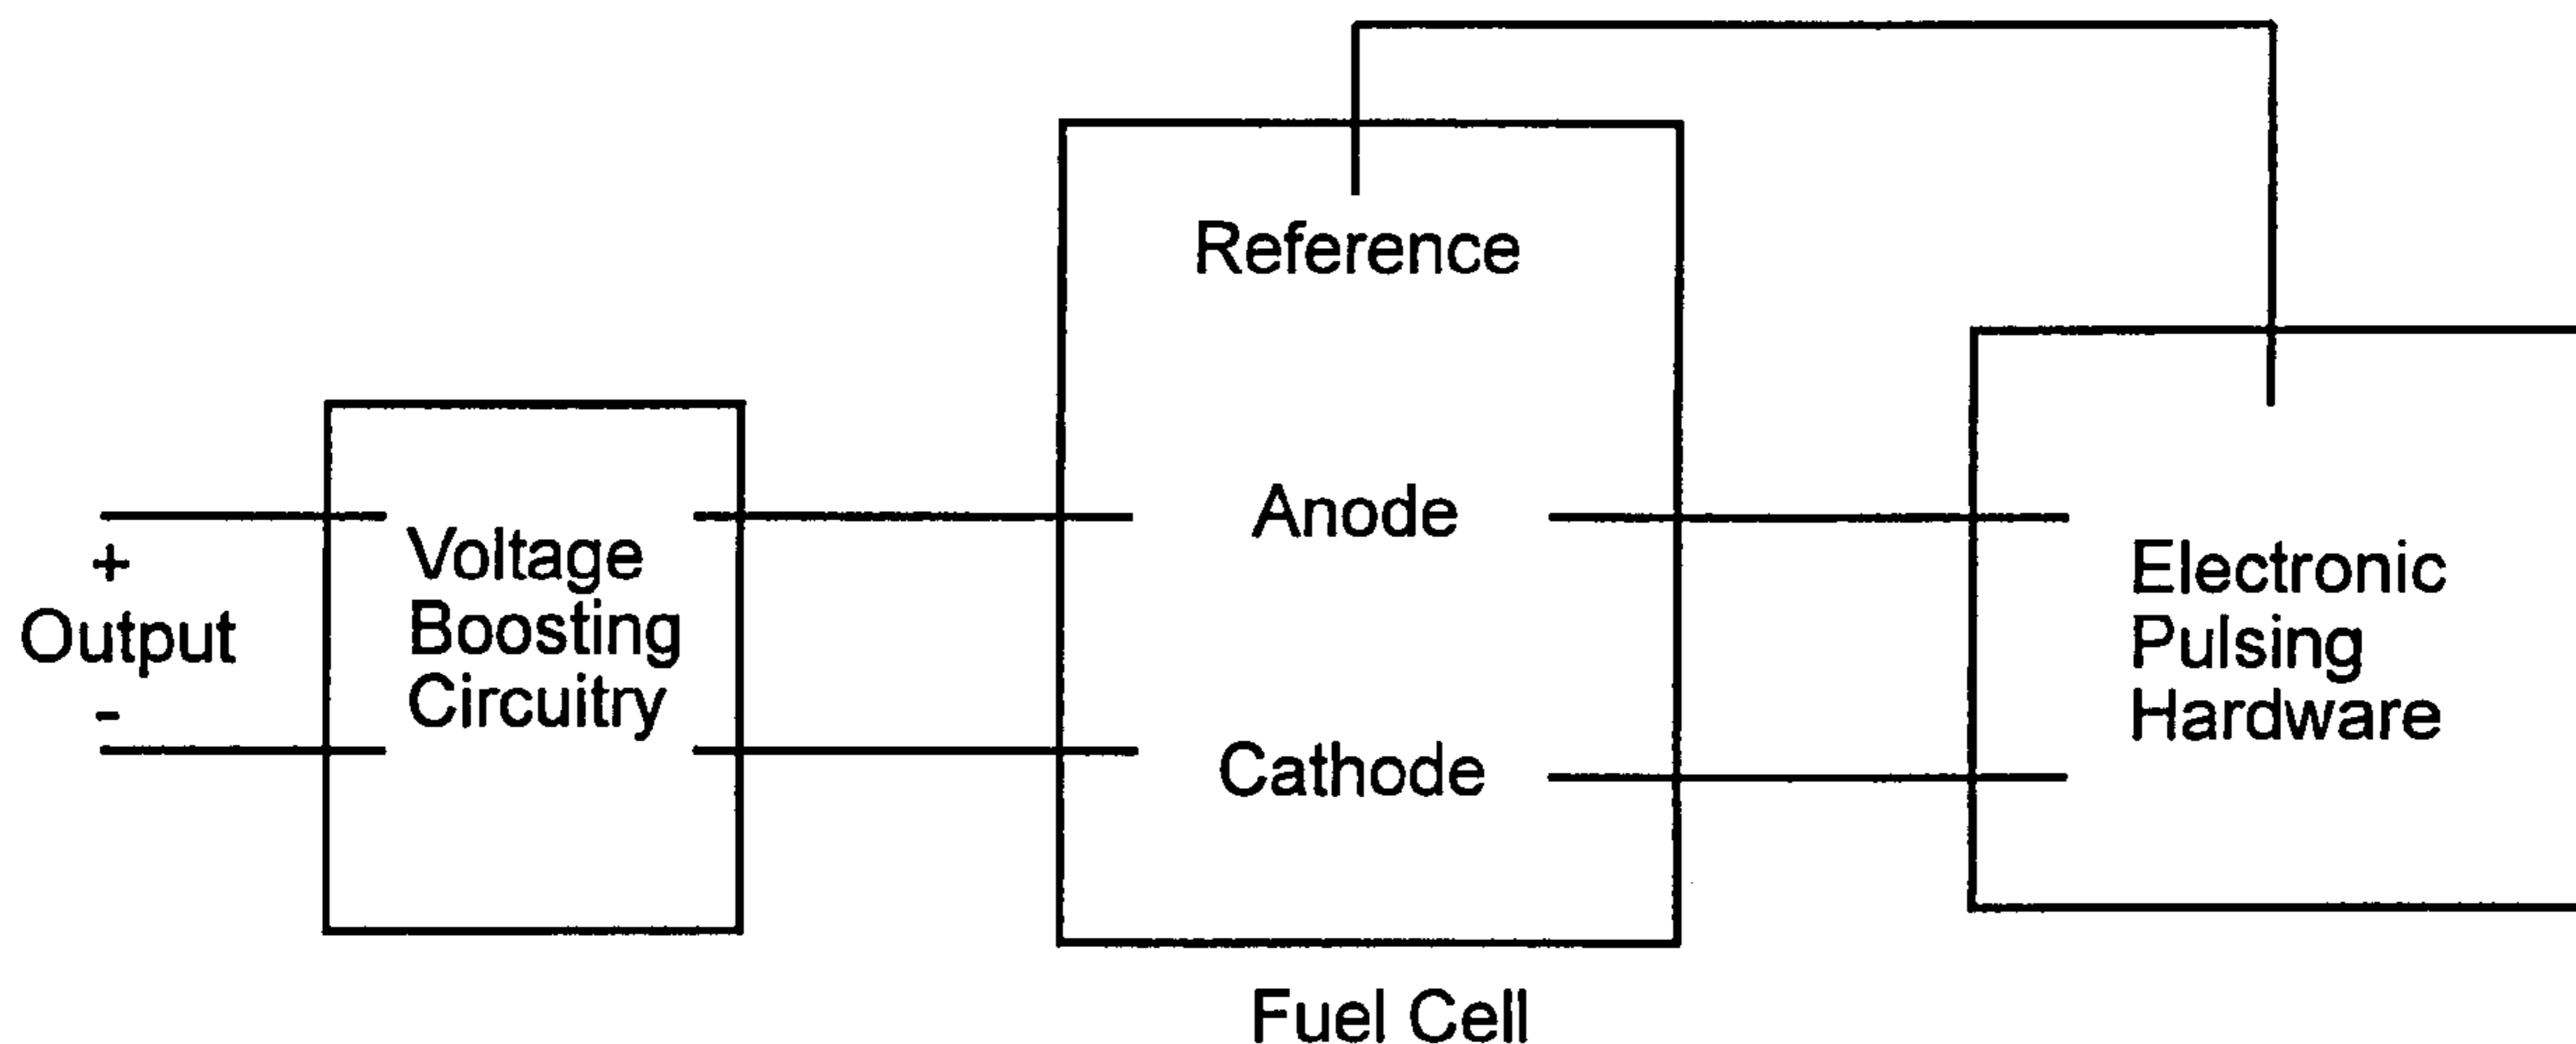 Reference
Anode
Cathode
Fuel Cell
+
Output
-
Voltage
Boosting
Circuitry
Electronic
Pulsing
Hardware